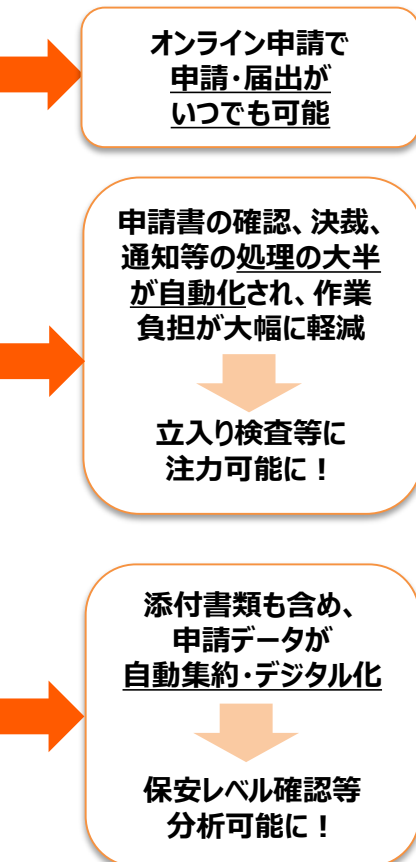 オンライン申請で
申請・届出が
いつでも可能
申請書の確認、決裁、
通知等の処理の大半
が自動化され、作業
負担が大幅に軽減
立入り検査等に
注力可能に！
添付書類も含め、
申請データが
自動集約・デジタル化
保安レベル確認等
分析可能に！